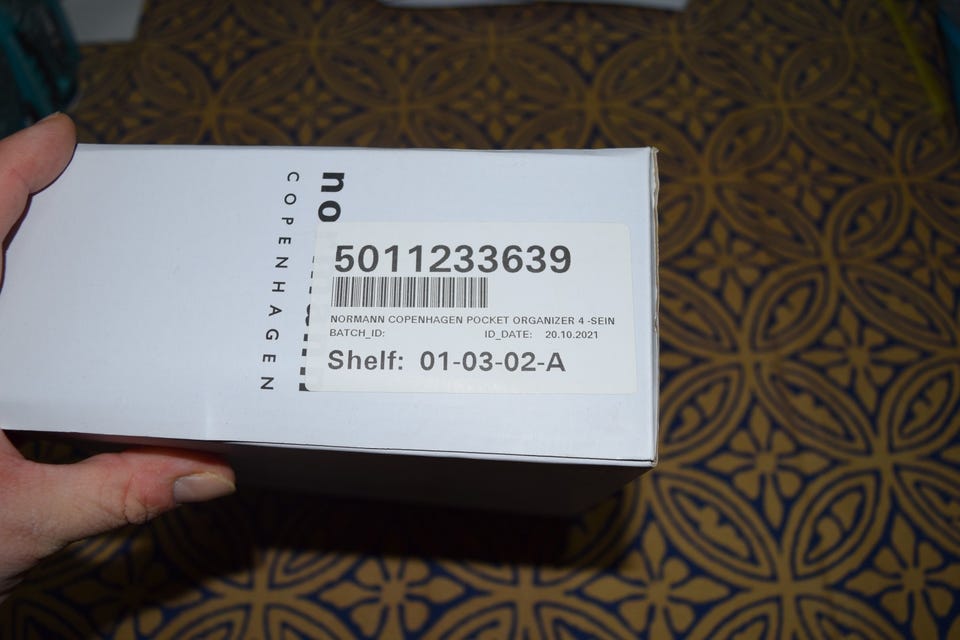 no
COPENHAGEN
5011233639
NORMANN COPENHAGEN POCKET ORGANIZER 4 -SEIN
BATCH_ID: ID_DATE: 20.10.2021
Shelf: 01-03-02-A